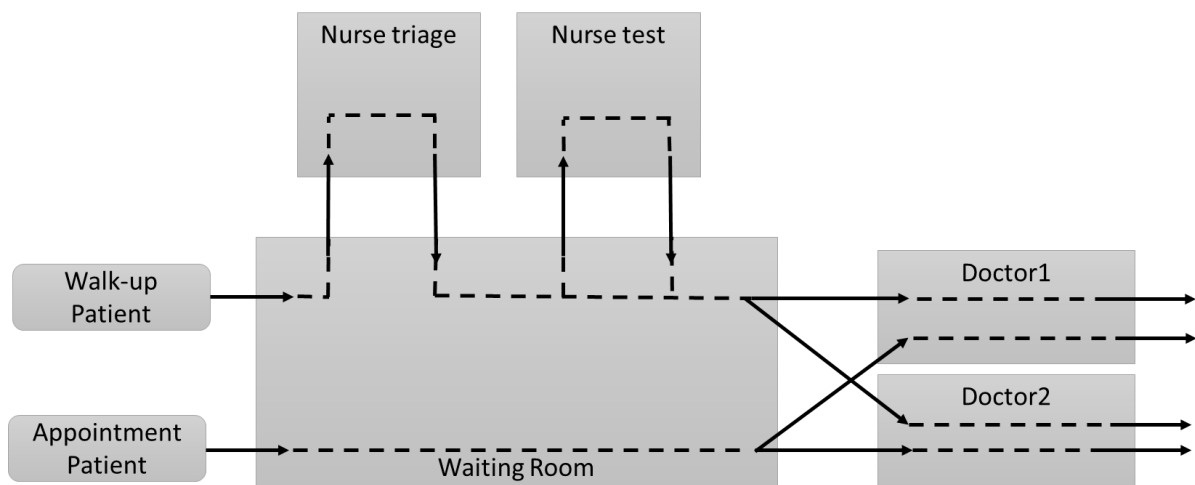 Nurse triage
Nurse test
Walk-up
Patient
Doctor1
Doctor2
Appointment
Patient
Waiting Room